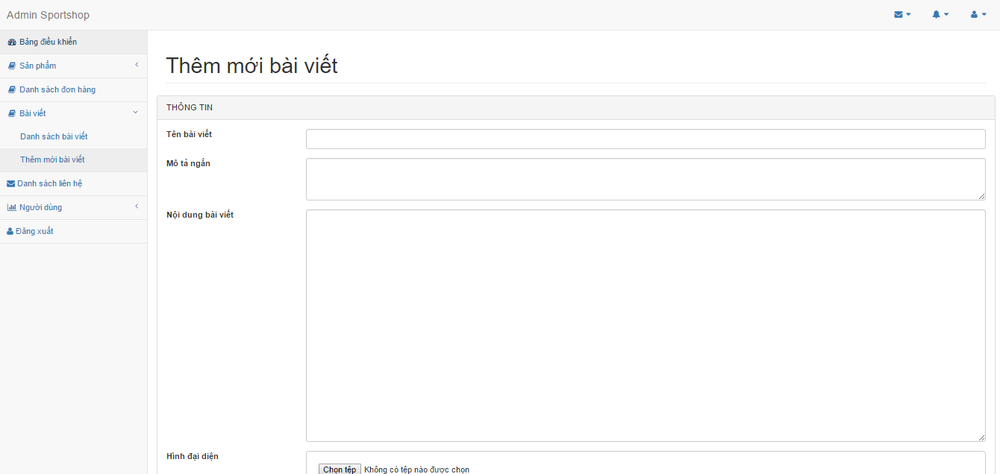 Admin Sportshop
Bảng điều khiển
Sản phẩm
Danh sách đơn hàng
Bài viết
Danh sách bài viết
Thêm mới bài viết
Danh sách liên hệ
Người dùng
Đăng xuất
Thêm mới bài viết
THÔNG TIN
Tên bài viết
Mô tả ngắn
Nội dung bài viết
Hình đại diện
Chọn tệp Không có tệp nào được chọn